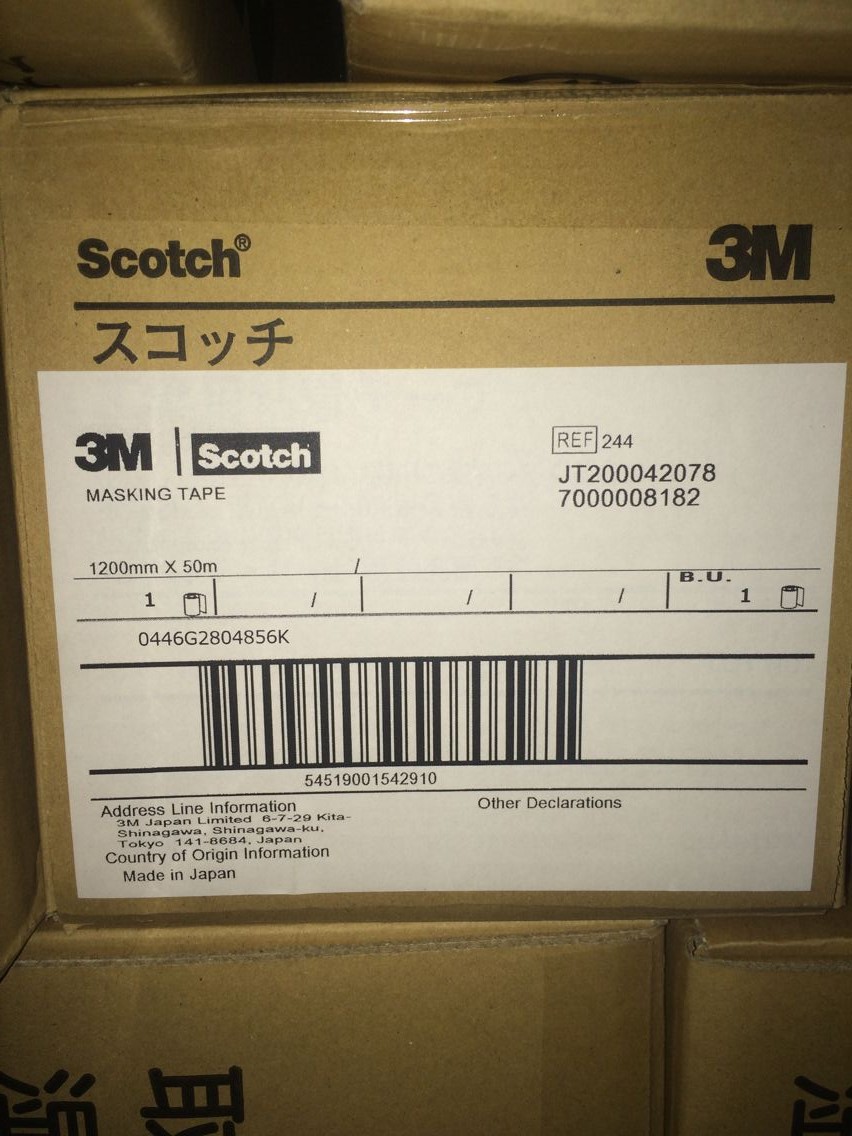 Scotch® 3M
スコッチ
3M | Scotch
MASKING TAPE
REF 244
JT200042078
7000008182
1200mm X 50m /
1 / / / B.U. 1
0446G2804856K
54519001542910
Address Line Information
3M Japan Limited 6-7-29 Kita-
Shinagawa, Shinagawa-ku,
Tokyo 141-8684, Japan
Country of Origin Information
Made in Japan
Other Declarations
取